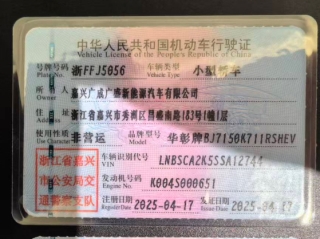 中华人民共和国机动车行驶证
Vehicle License of the People's Republic of China
号牌号码 浙FFJ5056 车辆类型 小型轿车
Plate No. Vehicle Type
所有人 嘉兴广成广盛新能源汽车有限公司
Owner
住址 浙江省嘉兴市秀洲区昌盛南路183号1幢1层
Address
使用性质 非营运 品牌型号 华彰牌BJ7150K711RSHEV
Use Character Model
浙江省嘉兴 车辆识别代号 LNBSCA2K5SSA12744
VIN
市公安局交 发动机号码 K004S000651
Engine No.
通警察支队 注册日期 2025-04-17 发证日期 2025-04-17
Register Date Issue Date